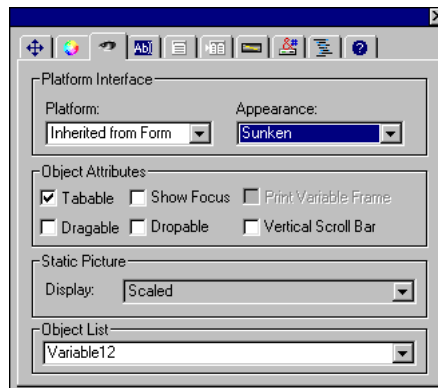 Platform Interface
Platform: Appearance:
Inherited from Form Sunken
Object Attributes
Tabable Show Focus Print Variable Frame
Dragable Dropable Vertical Scroll Bar
Static Picture
Display: Scaled
Object List
Variable12